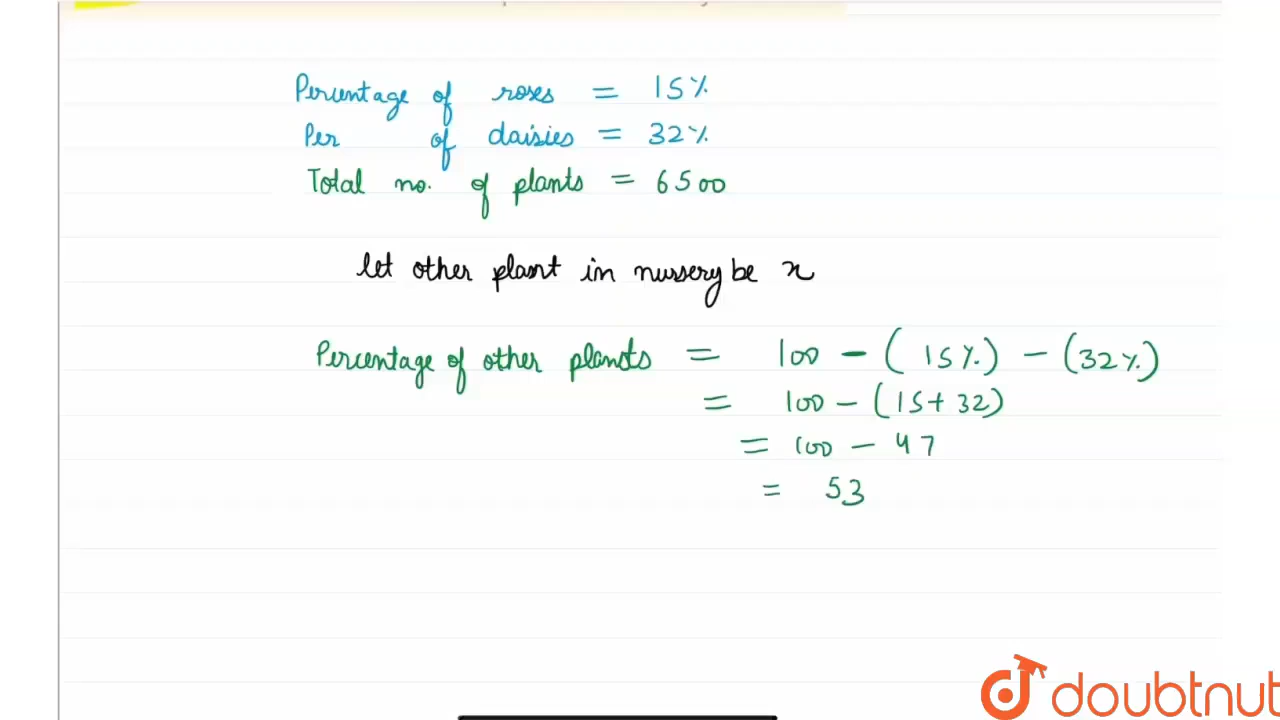 Percentage of roses = 15%
Per of daisies = 32%
Total no. of plants = 6500
let other plant in nursery be x
Percentage of other plants = 100 - (15%) - (32%)
= 100 - (15+32)
= 100 - 47
= 53
doubtnut